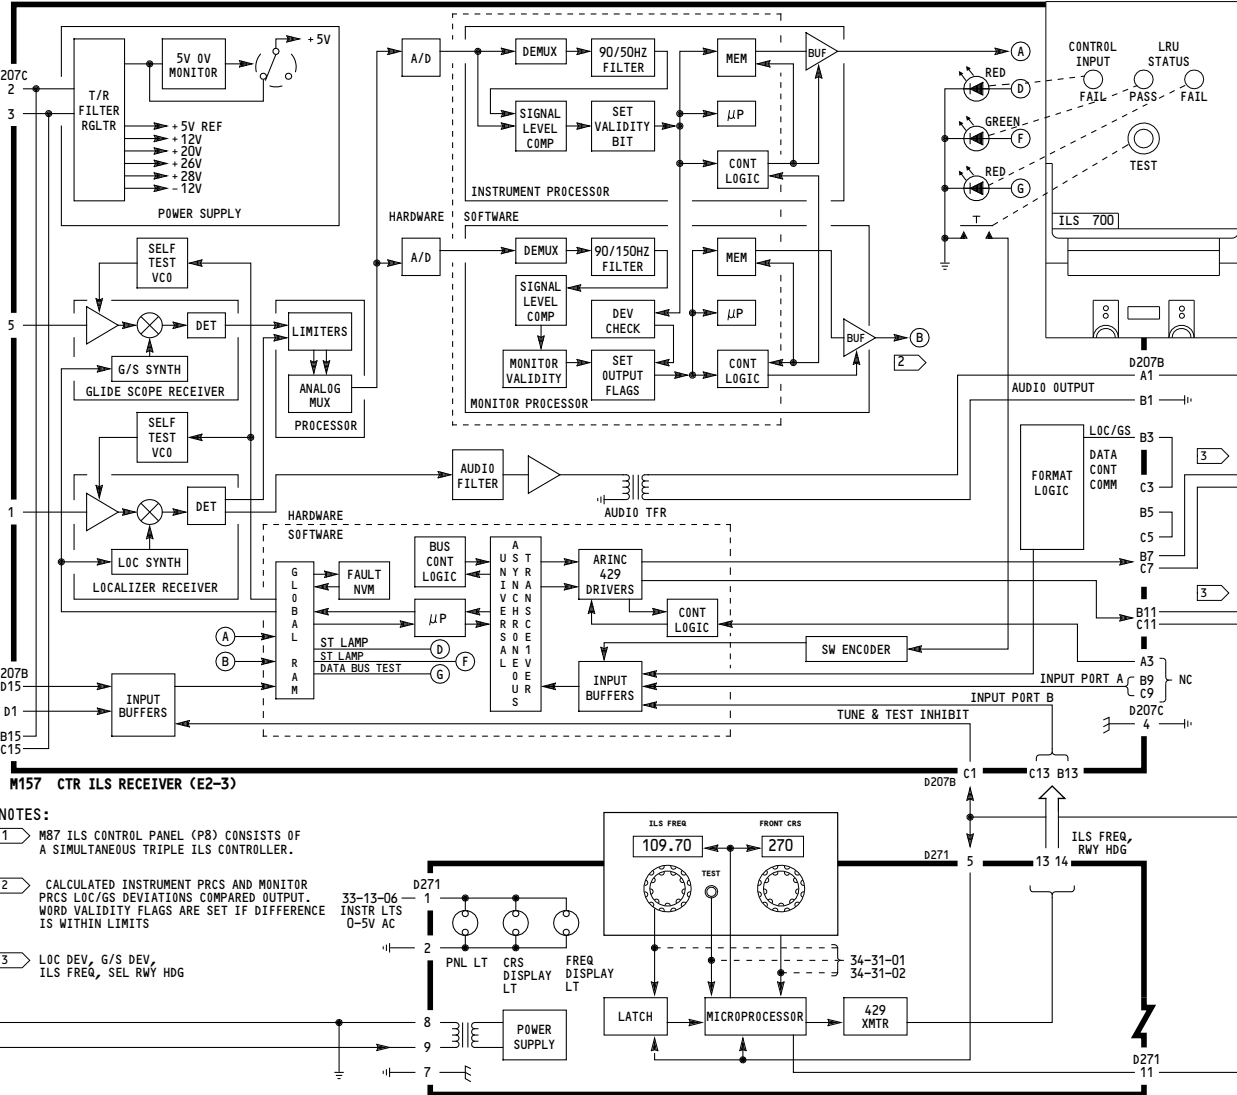 207C
2
3
T/R
FILTER
RGLTR
5V OV
MONITOR
+5V
+5V REF
+12V
+20V
+26V
+28V
-12V
POWER SUPPLY
A/D
DEMUX
90/50HZ
FILTER
MEM
BUF
A
SIGNAL
LEVEL
COMP
SET
VALIDITY
BIT
µP
CONT
LOGIC
INSTRUMENT PROCESSOR
HARDWARE
SOFTWARE
CONTROL
INPUT
LRU
STATUS
FAIL
PASS
FAIL
TEST
RED
D
GREEN
F
RED
G
T
ILS 700
SELF
TEST
VCO
5
DET
G/S SYNTH
GLIDE SCOPE RECEIVER
LIMITERS
ANALOG
MUX
PROCESSOR
A/D
DEMUX
90/150HZ
FILTER
MEM
SIGNAL
LEVEL
COMP
DEV
CHECK
µP
MONITOR
VALIDITY
SET
OUTPUT
FLAGS
CONT
LOGIC
MONITOR PROCESSOR
BUF
B
2
D207B
A1
AUDIO OUTPUT
B1
SELF
TEST
VCO
1
DET
LOC SYNTH
LOCALIZER RECEIVER
AUDIO
FILTER
AUDIO TFR
FORMAT
LOGIC
LOC/GS
DATA
CONT
COMM
B3
C3
B5
C5
B7
C7
3
3
HARDWARE
SOFTWARE
GLOBAL RAM
FAULT
NVM
BUS
CONT
LOGIC
µP
UNIVERSAL
ASYNCHRONEOUS
TRANSCE1VER
ARINC
429
DRIVERS
CONT
LOGIC
INPUT
BUFFERS
SW ENCODER
A
B
ST LAMP
D
ST LAMP
F
DATA BUS TEST
G
B11
C11
A3
INPUT PORT A
B9
C9
NC
INPUT PORT B
D207C
4
TUNE & TEST INHIBIT
207B
D15
D1
B15
C15
INPUT
BUFFERS
D207B
C1
C13 B13
M157 CTR ILS RECEIVER (E2-3)
NOTES:
1
M87 ILS CONTROL PANEL (P8) CONSISTS OF
A SIMULTANEOUS TRIPLE ILS CONTROLLER.
2
CALCULATED INSTRUMENT PRCS AND MONITOR
PRCS LOC/GS DEVIATIONS COMPARED OUTPUT.
WORD VALIDITY FLAGS ARE SET IF DIFFERENCE
IS WITHIN LIMITS
3
LOC DEV, G/S DEV,
ILS FREQ, SEL RWY HDG
33-13-06
INSTR LTS
0-5V AC
D271
1
2
PNL LT
CRS
DISPLAY
LT
FREQ
DISPLAY
LT
8
9
7
POWER
SUPPLY
ILS FREQ
109.70
FRONT CRS
270
TEST
34-31-01
34-31-02
LATCH
MICROPROCESSOR
429
XMTR
D271
5
13 14
ILS FREQ,
RWY HDG
D271
11